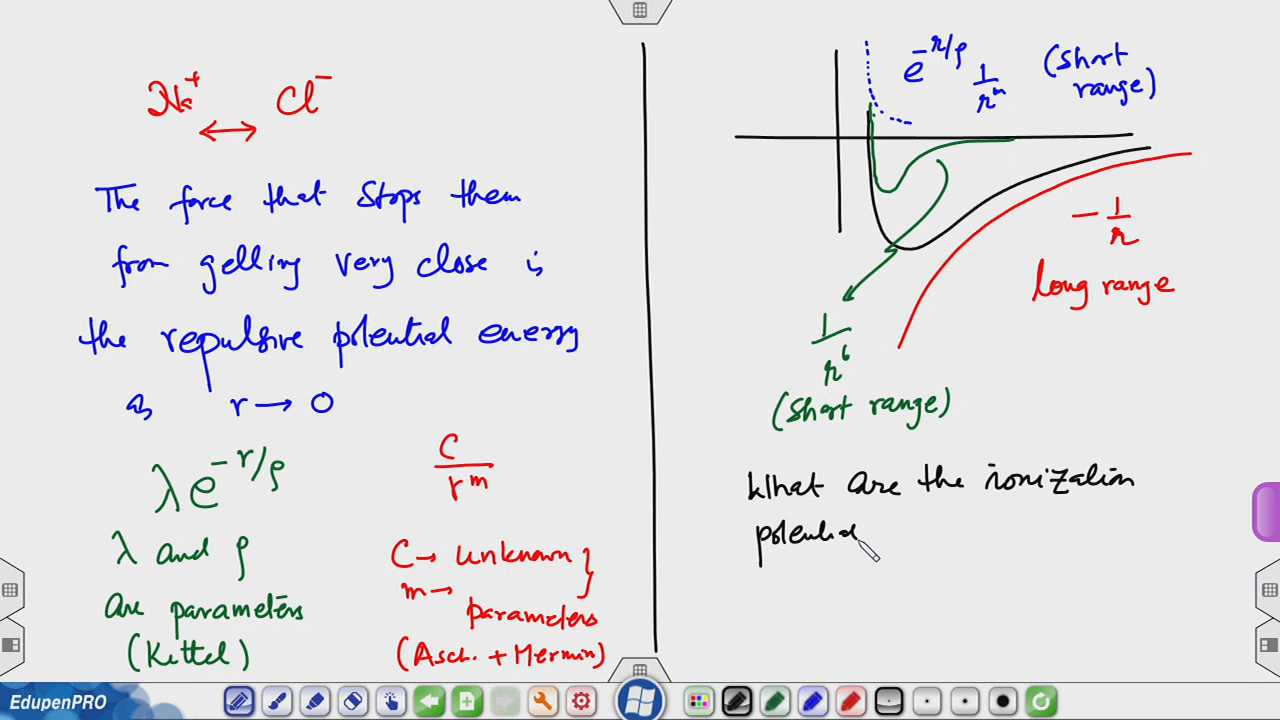 Na⁺ Cl⁻
The force that stops them
from getting very close is
the repulsive potential energy
as r → 0
λe^{-r/ρ} C/r^m
λ and ρ
are parameters
(Kittel)
C → unknown
m → parameters
(Asch. + Mermin)
e^{-r/ρ} 1/r^m (short
range)
-1/r
long range
1/r⁶
(short range)
What are the ionization
potential
EdupenPRO